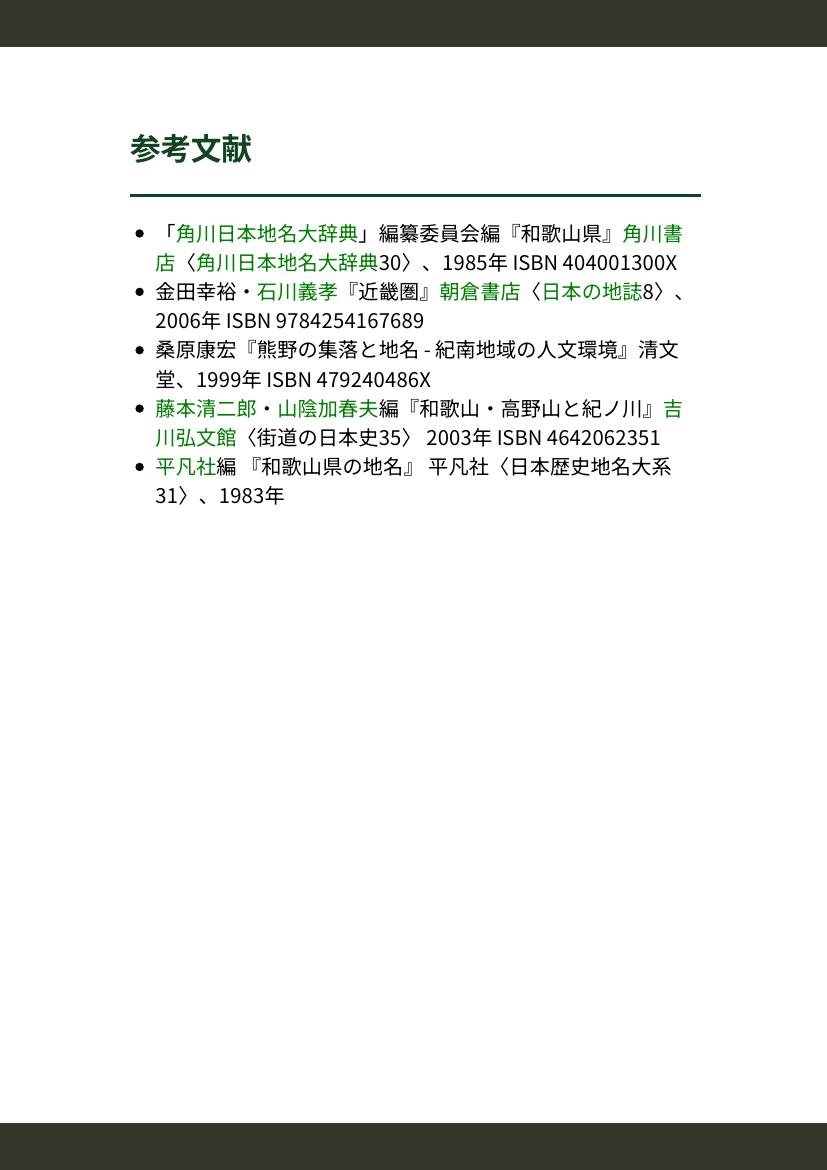 参考文献
「角川日本地名大辞典」編纂委員会編『和歌山県』角川書
店〈角川日本地名大辞典30〉、1985年 ISBN 404001300X
金田幸裕・石川義孝『近畿圏』朝倉書店〈日本の地誌8〉、
2006年 ISBN 9784254167689
桑原康宏『熊野の集落と地名 - 紀南地域の人文環境』清文
堂、1999年 ISBN 479240486X
藤本清二郎・山陰加春夫編『和歌山・高野山と紀ノ川』吉
川弘文館〈街道の日本史35〉 2003年 ISBN 4642062351
平凡社編 『和歌山県の地名』 平凡社〈日本歴史地名大系
31〉、1983年